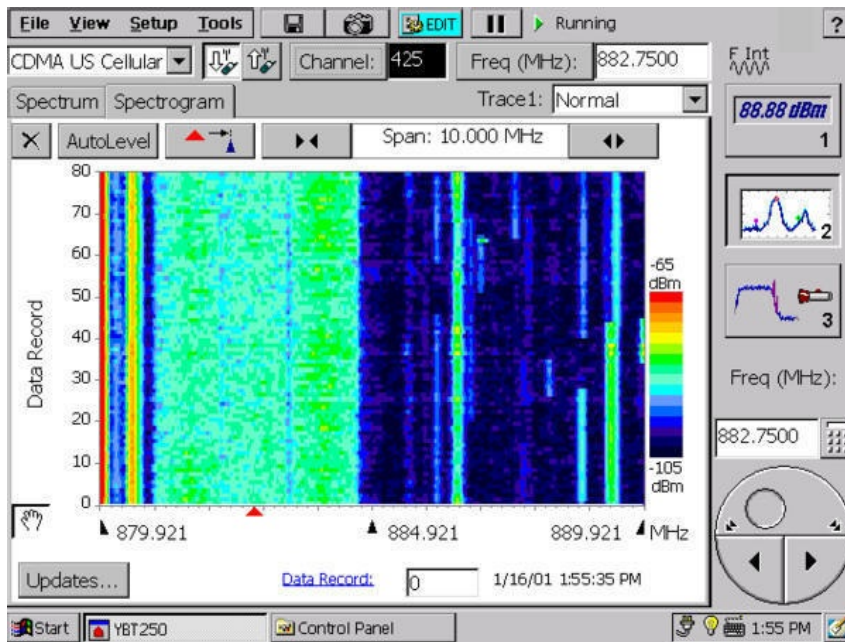 File View Setup Tools EDIT Running ?
CDMA US Cellular Channel: 425 Freq (MHz): 882.7500 F Int
Spectrum Spectrogram Trace1: Normal
88.88 dBm
1
AutoLevel Span: 10.000 MHz
80
70
2
60
-65
dBm
50
3
40
Data Record
30
Freq (MHz):
20
882.7500
10
-105
dBm
0
879.921 884.921 889.921 MHz
Updates... Data Record: 0 1/16/01 1:55:35 PM
Start YBT250 Control Panel 1:55 PM